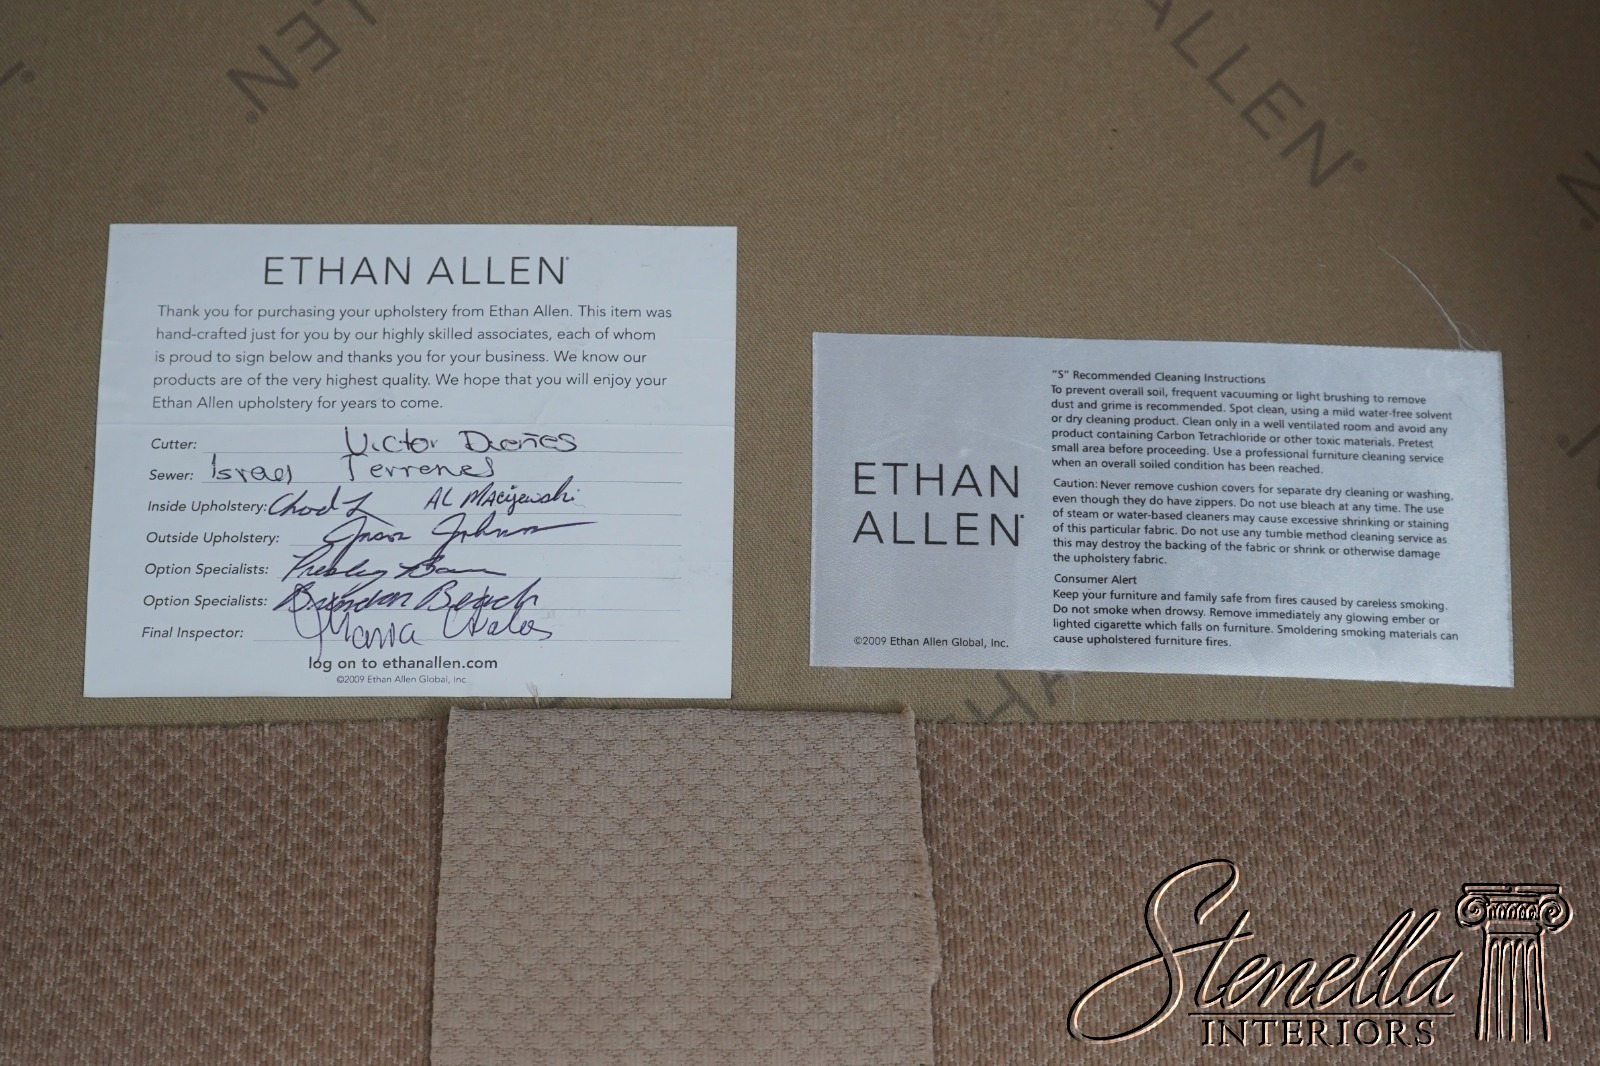 EN
ALLEN
ETHAN ALLEN
Thank you for purchasing your upholstery from Ethan Allen. This item was
hand-crafted just for you by our highly skilled associates, each of whom
is proud to sign below and thanks you for your business. We know our
products are of the very highest quality. We hope that you will enjoy your
Ethan Allen upholstery for years to come.
Cutter: Victor
Sewer: Israel Terrenes
Inside Upholstery: Chad L AL Macijewski
Outside Upholstery: Jason Johnson
Option Specialists: Presley
Option Specialists: Brendan Beach
Final Inspector: Maria
log on to ethanallen.com
©2009 Ethan Allen Global, Inc.
ETHAN
ALLEN
©2009 Ethan Allen Global, Inc.
"S" Recommended Cleaning Instructions
To prevent overall soil, frequent vacuuming or light brushing to remove
dust and grime is recommended. Spot clean, using a mild water-free solvent
or dry cleaning product. Clean only in a well ventilated room and avoid any
product containing Carbon Tetrachloride or other toxic materials. Pretest
small area before proceeding. Use a professional furniture cleaning service
when an overall soiled condition has been reached.
Caution: Never remove cushion covers for separate dry cleaning or washing,
even though they do have zippers. Do not use bleach at any time. The use
of steam or water-based cleaners may cause excessive shrinking or staining
of this particular fabric. Do not use any tumble method cleaning service as
this may destroy the backing of the fabric or shrink or otherwise damage
the upholstery fabric.
Consumer Alert
Keep your furniture and family safe from fires caused by careless smoking.
Do not smoke when drowsy. Remove immediately any glowing ember or
lighted cigarette which falls on furniture. Smoldering smoking materials can
cause upholstered furniture fires.
HA
Stenella
INTERIORS